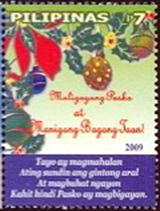 PILIPINAS P7
Maligayang Pasko
at
Manigong Bagong Taon!
2009
Tayo ay magmahalan
Ating sundin ang gintong aral
At magbuhat ngayon
Kahit hindi Pasko ay magbigayan.